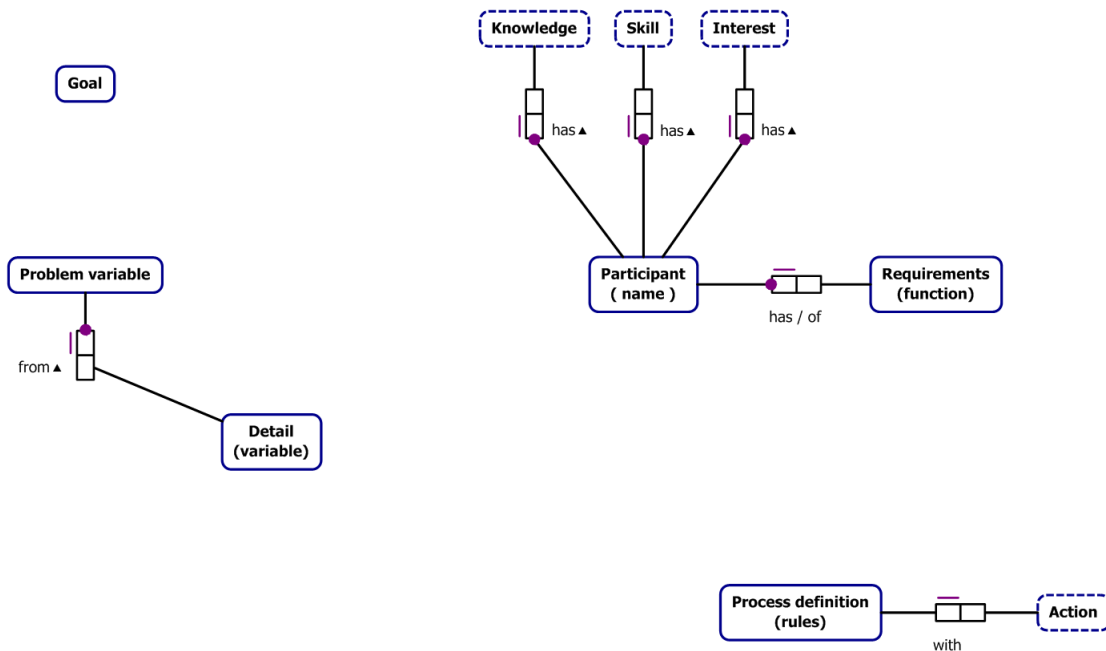 Knowledge
Skill
Interest
Goal
has ▲
has ▲
has ▲
Problem variable
Participant
( name )
Requirements
(function)
has / of
from ▲
Detail
(variable)
Process definition
(rules)
Action
with